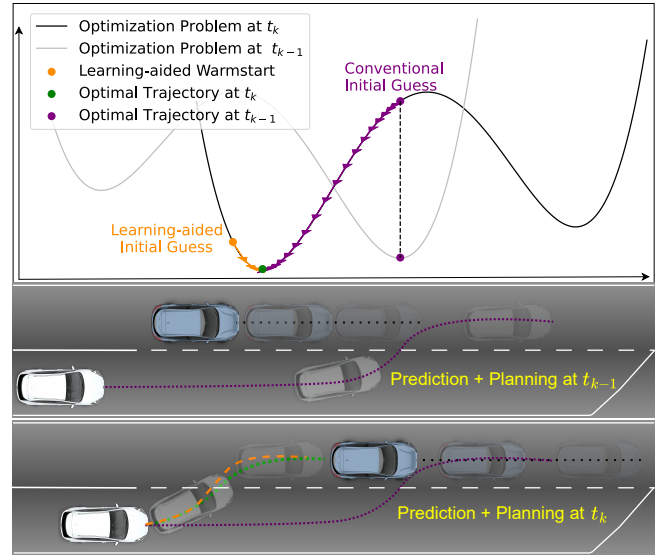 Optimization Problem at $t_k$
Optimization Problem at $t_{k-1}$
Learning-aided Warmstart
Optimal Trajectory at $t_k$
Optimal Trajectory at $t_{k-1}$
Conventional
Initial Guess
Learning-aided
Initial Guess
Prediction + Planning at $t_{k-1}$
Prediction + Planning at $t_k$